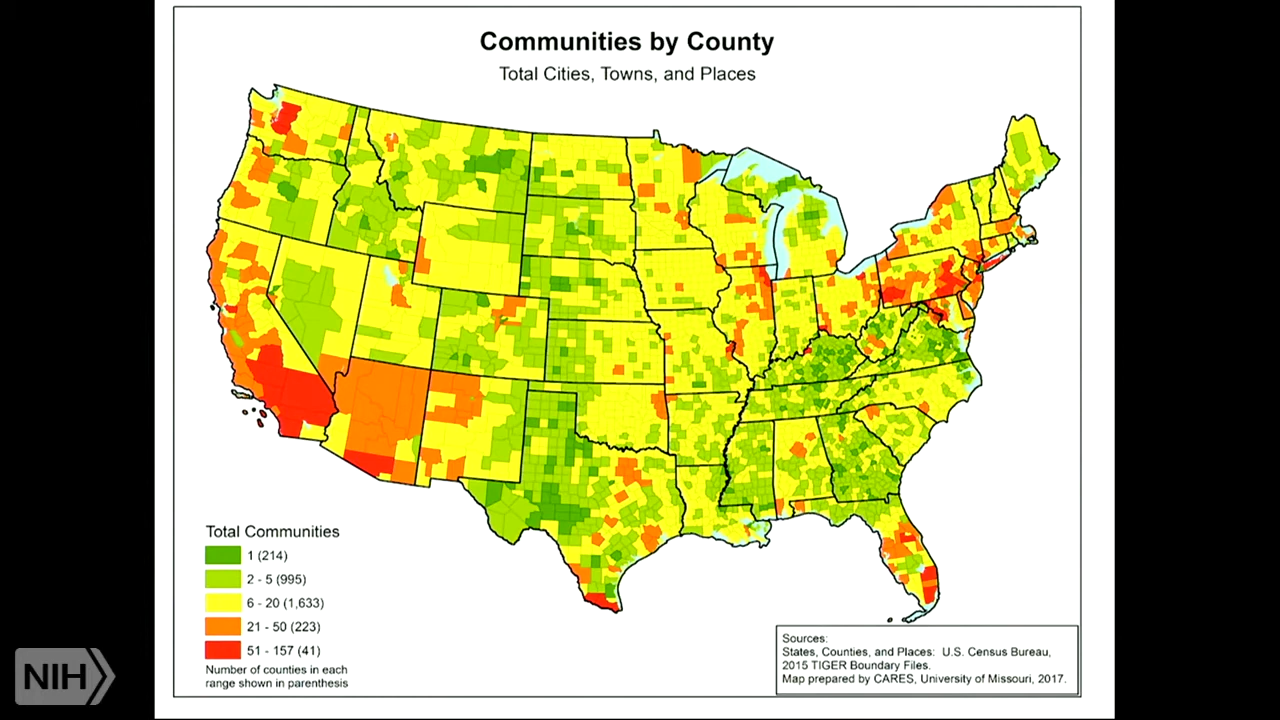 Communities by County
Total Cities, Towns, and Places
Total Communities
1 (214)
2 - 5 (995)
6 - 20 (1,633)
21 - 50 (223)
51 - 157 (41)
Number of counties in each
range shown in parenthesis
Sources:
States, Counties, and Places: U.S. Census Bureau,
2015 TIGER Boundary Files.
Map prepared by CARES, University of Missouri, 2017.
NIH